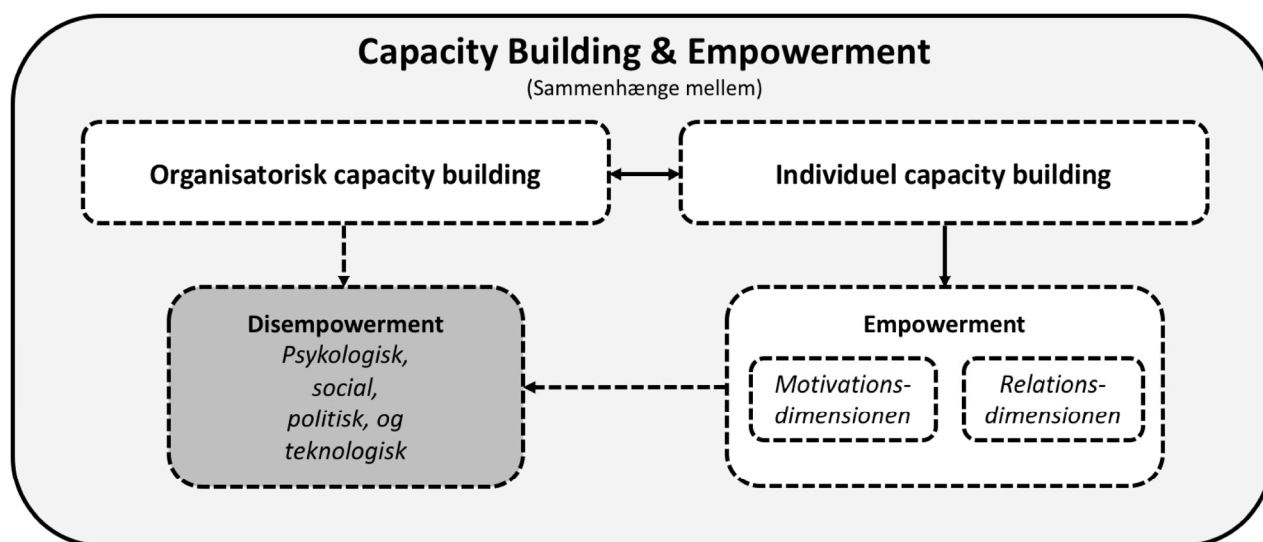 Capacity Building & Empowerment
(Sammenhænge mellem)
Organisatorisk capacity building
Individuel capacity building
Disempowerment
Psykologisk,
social,
politisk, og
teknologisk
Empowerment
Motivations-
dimensionen
Relations-
dimensionen